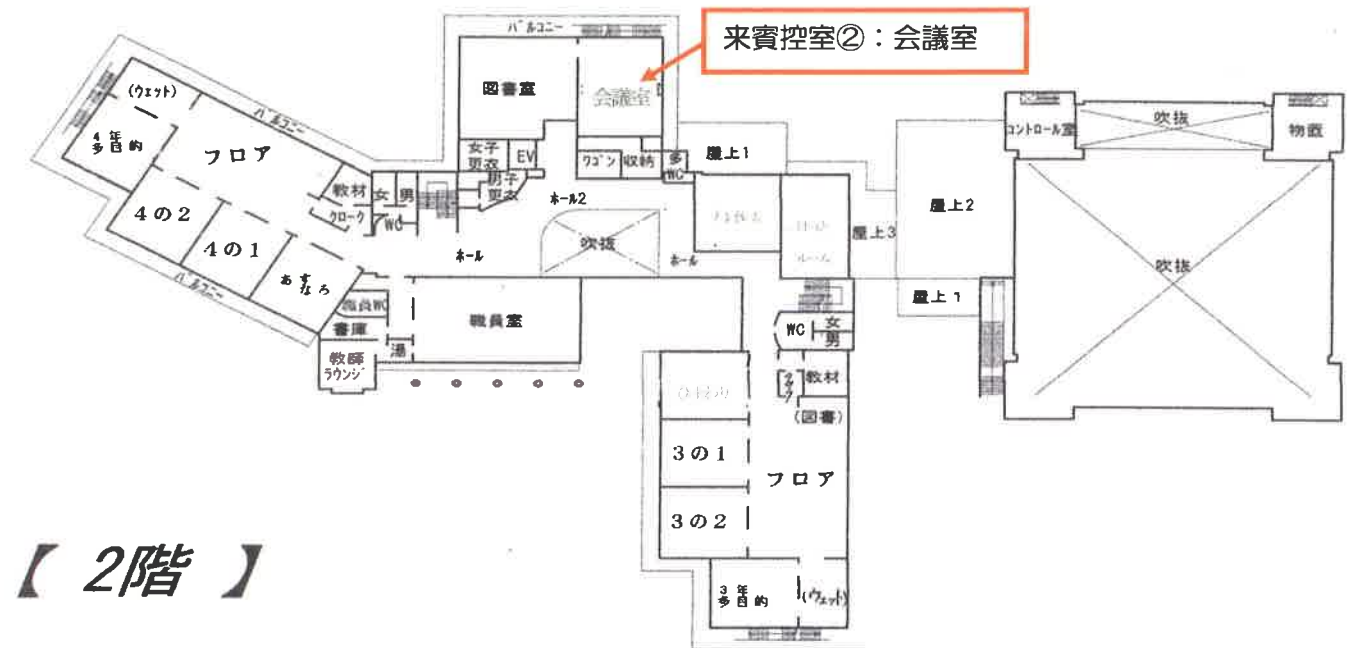 来賓控室②：会議室
バルコニー
図書室
会議室
(ウェット)
4年
多目的
フロア
バルコニー
4の2
4の1
あすなろ
バルコニー
教材
クローク
女
男
WC
女子
更衣
EV
男子
更衣
ワゴン
収納
多
WC
屋上1
ホール2
ホール
吹抜
ホール
屋上3
屋上2
屋上1
コントロール室
吹抜
物置
吹抜
職員WC
書庫
湯
教師
ラウンジ
職員室
WC
女
男
教材
(図書)
3の1
フロア
3の2
3年
多目的
(ウェット)
【 2階 】